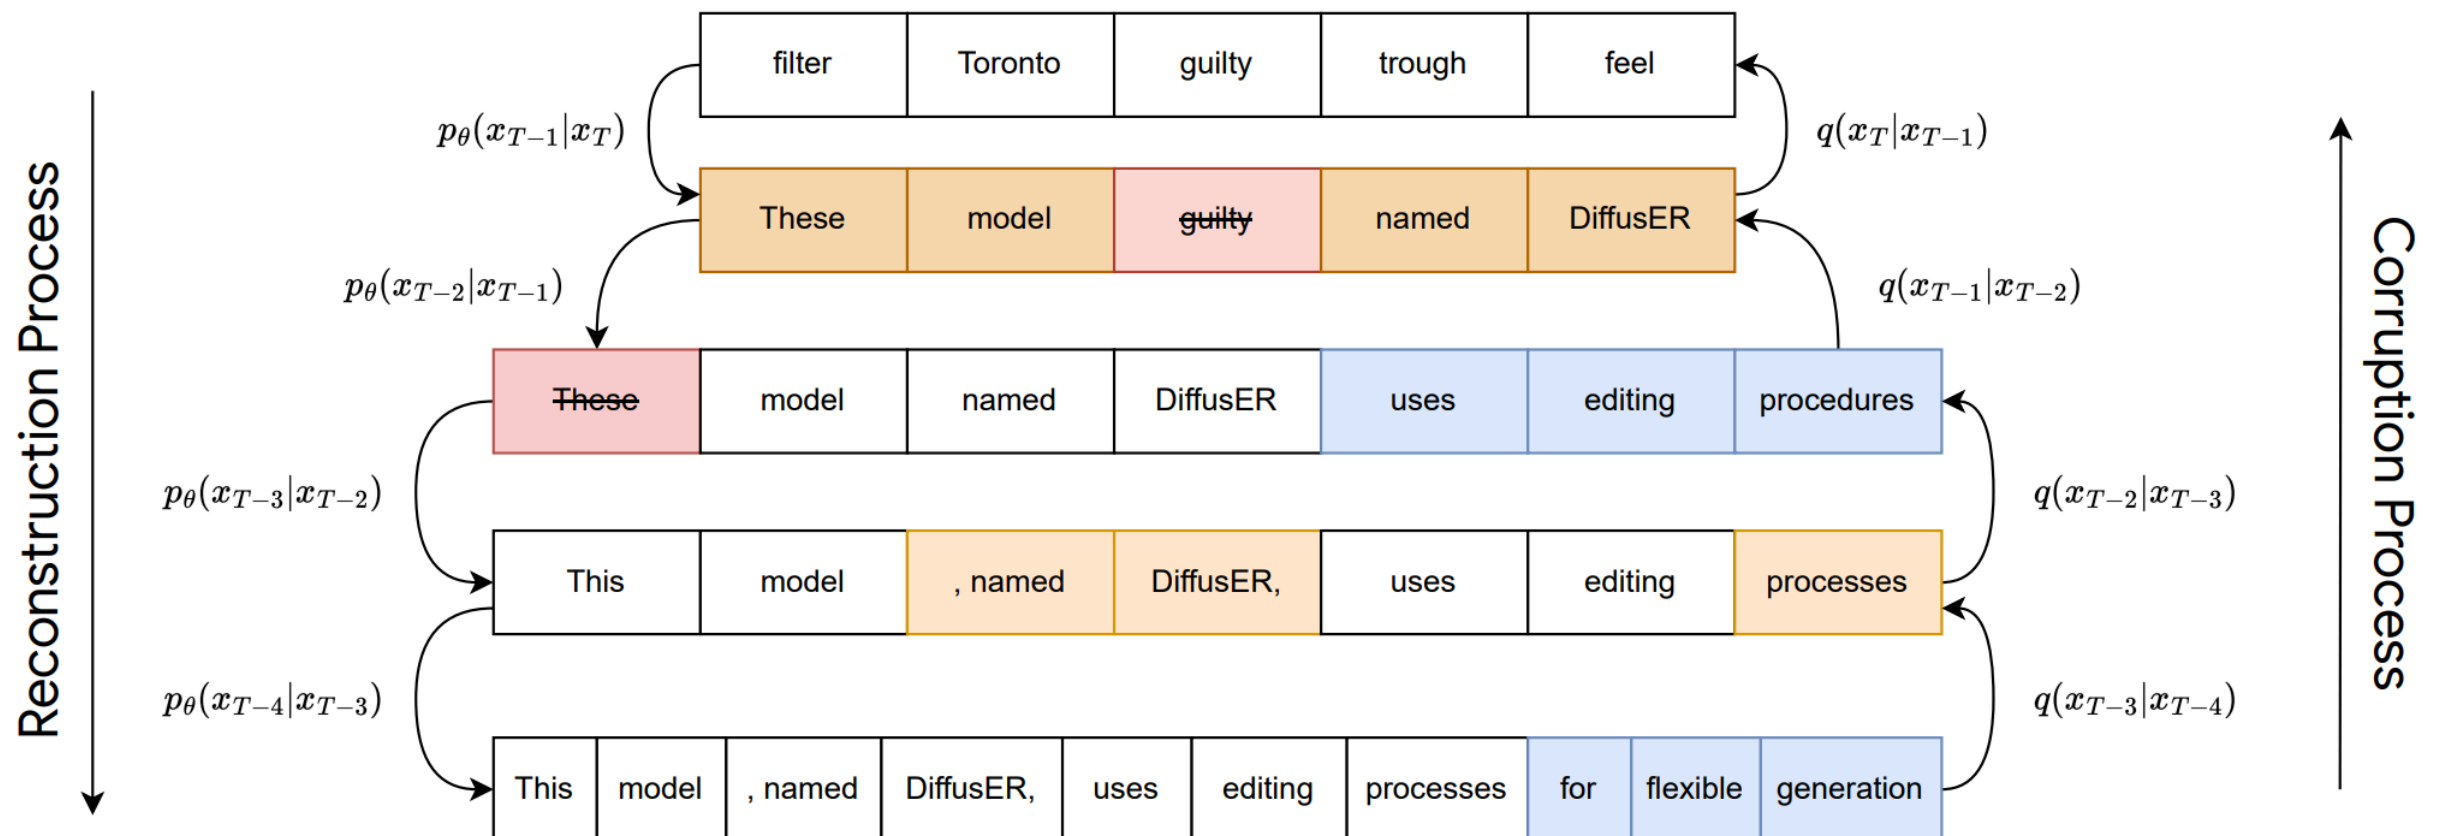 filter Toronto guilty trough feel
pθ(xT−1|xT)
q(xT|xT−1)
These model guilty named DiffusER
pθ(xT−2|xT−1)
q(xT−1|xT−2)
These model named DiffusER uses editing procedures
pθ(xT−3|xT−2)
q(xT−2|xT−3)
This model , named DiffusER, uses editing processes
pθ(xT−4|xT−3)
q(xT−3|xT−4)
This model , named DiffusER, uses editing processes for flexible generation
Reconstruction Process
Corruption Process